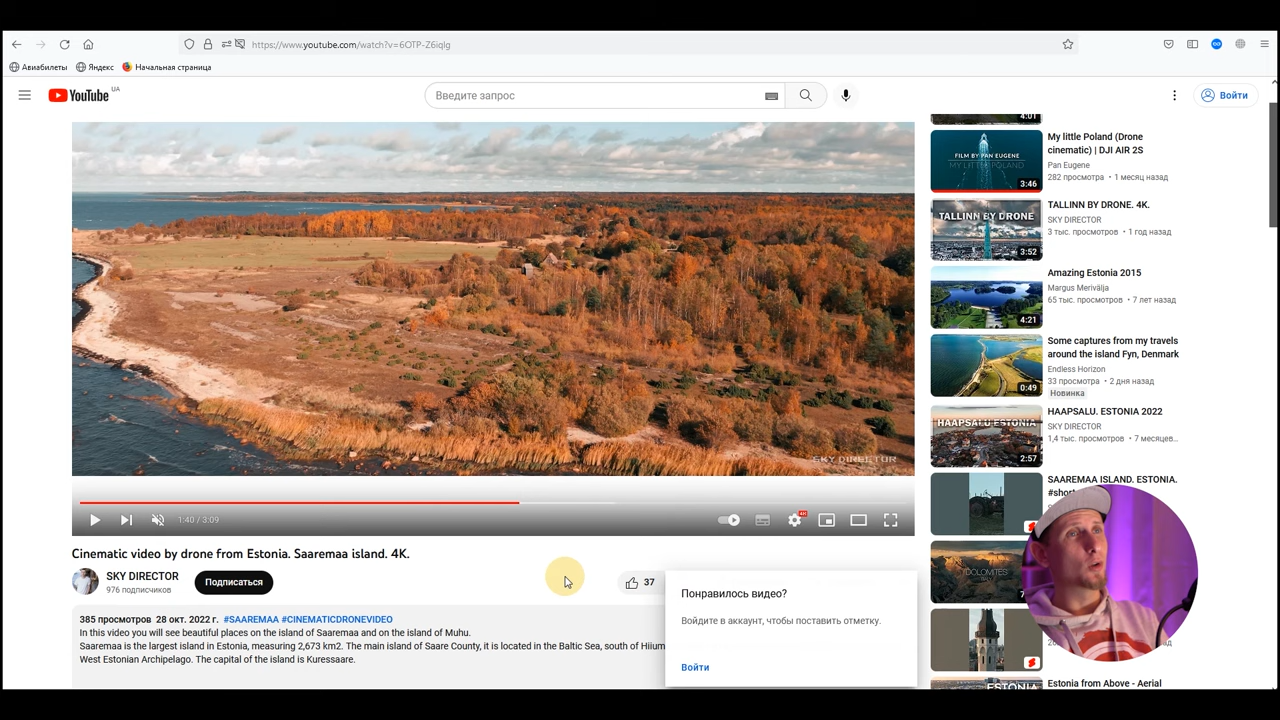 https://www.youtube.com/watch?v=6OTP-Z6iqlg
Авиабилеты
Яндекс
Начальная страница
YouTube
UA
Введите запрос
Войти
4:01
FILM BY PAN EUGENE
MY LITTLE POLAND
3:46
My little Poland (Drone
cinematic) | DJI AIR 2S
Pan Eugene
282 просмотра • 1 месяц назад
TALLINN BY DRONE
3:52
TALLINN BY DRONE. 4K.
SKY DIRECTOR
3 тыс. просмотров • 1 год назад
4:21
Amazing Estonia 2015
Margus Merivälja
65 тыс. просмотров • 7 лет назад
0:49
Some captures from my travels
around the island Fyn, Denmark
Endless Horizon
33 просмотра • 2 дня назад
Новинка
HAAPSALU ESTONIA
2:57
HAAPSALU. ESTONIA 2022
SKY DIRECTOR
1,4 тыс. просмотров • 7 месяцев…
SAAREMAA ISLAND. ESTONIA.
DOLOMITES
ESTONIA
Estonia from Above - Aerial
SKY DIRECTOR
1:40 / 3:09
4K
Cinematic video by drone from Estonia. Saaremaa island. 4K.
SKY DIRECTOR
976 подписчиков
Подписаться
37
385 просмотров 28 окт. 2022 г. #SAAREMAA #CINEMATICDRONEVIDEO
In this video you will see beautiful places on the island of Saaremaa and on the island of Muhu.
Saaremaa is the largest island in Estonia, measuring 2,673 km2. The main island of Saare County, it is located in the Baltic Sea, south of Hiium
West Estonian Archipelago. The capital of the island is Kuressaare.
Понравилось видео?
Войдите в аккаунт, чтобы поставить отметку.
Войти